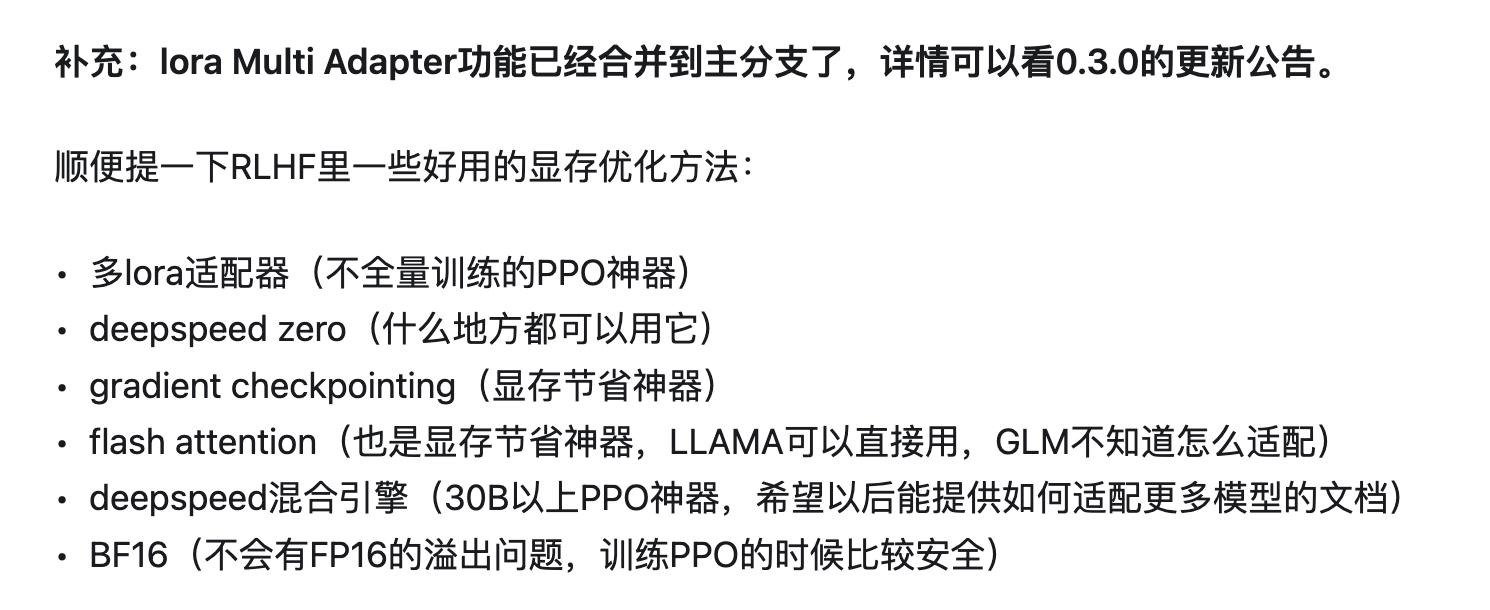 补充：lora Multi Adapter功能已经合并到主分支了，详情可以看0.3.0的更新公告。
顺便提一下RLHF里一些好用的显存优化方法：
• 多lora适配器（不全量训练的PPO神器）
• deepspeed zero（什么地方都可以用它）
• gradient checkpointing（显存节省神器）
• flash attention（也是显存节省神器，LLAMA可以直接用，GLM不知道怎么适配）
• deepspeed混合引擎（30B以上PPO神器，希望以后能提供如何适配更多模型的文档）
• BF16（不会有FP16的溢出问题，训练PPO的时候比较安全）